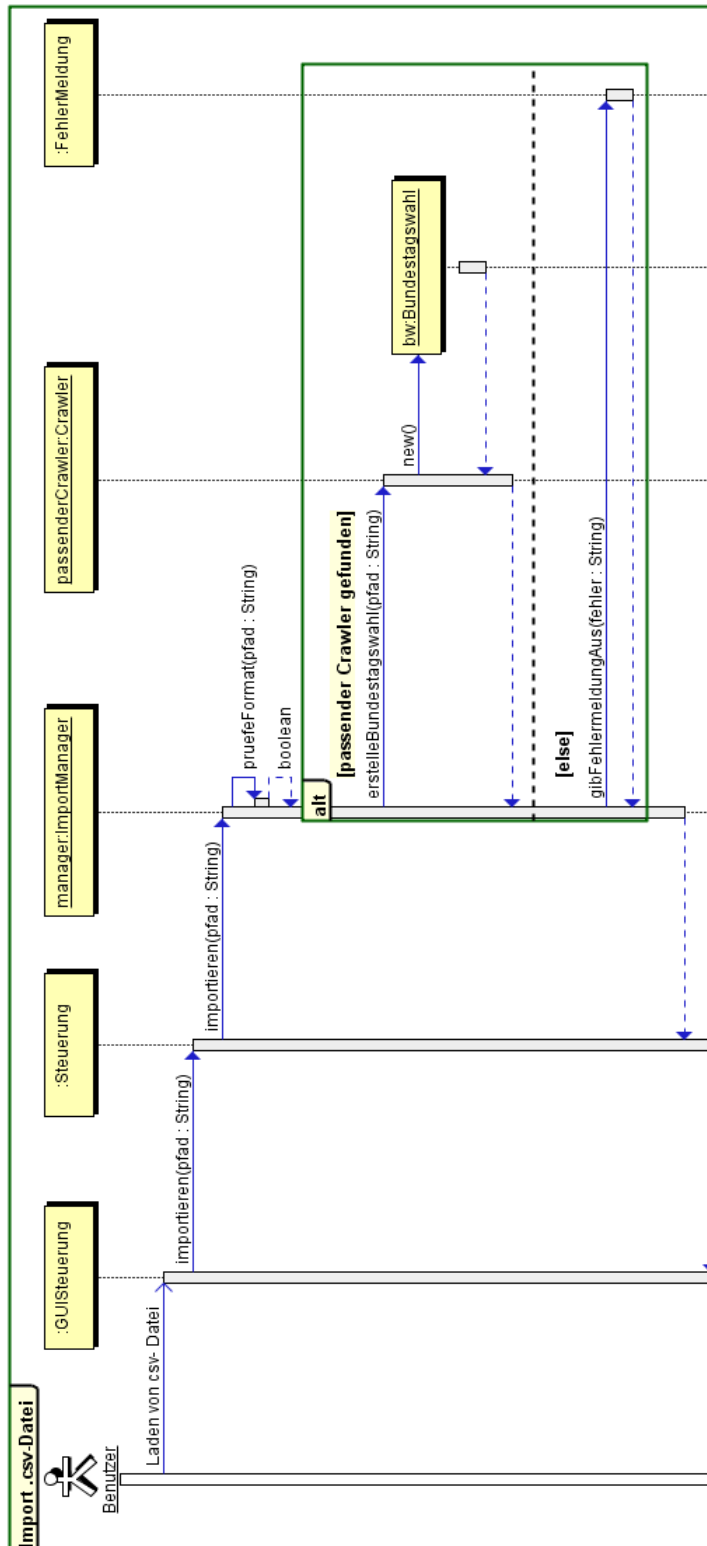 Import .csv-Datei
Benutzer
:GUISteuerung
:Steuerung
manager:ImportManager
passenderCrawler:Crawler
:FehlerMeldung
Laden von csv- Datei
importieren(pfad : String)
importieren(pfad : String)
pruefeFormat(pfad : String)
boolean
alt
[passender Crawler gefunden]
erstelleBundestagswahl(pfad : String)
new()
bw:Bundestagswahl
[else]
gibFehlermeldungAus(fehler : String)